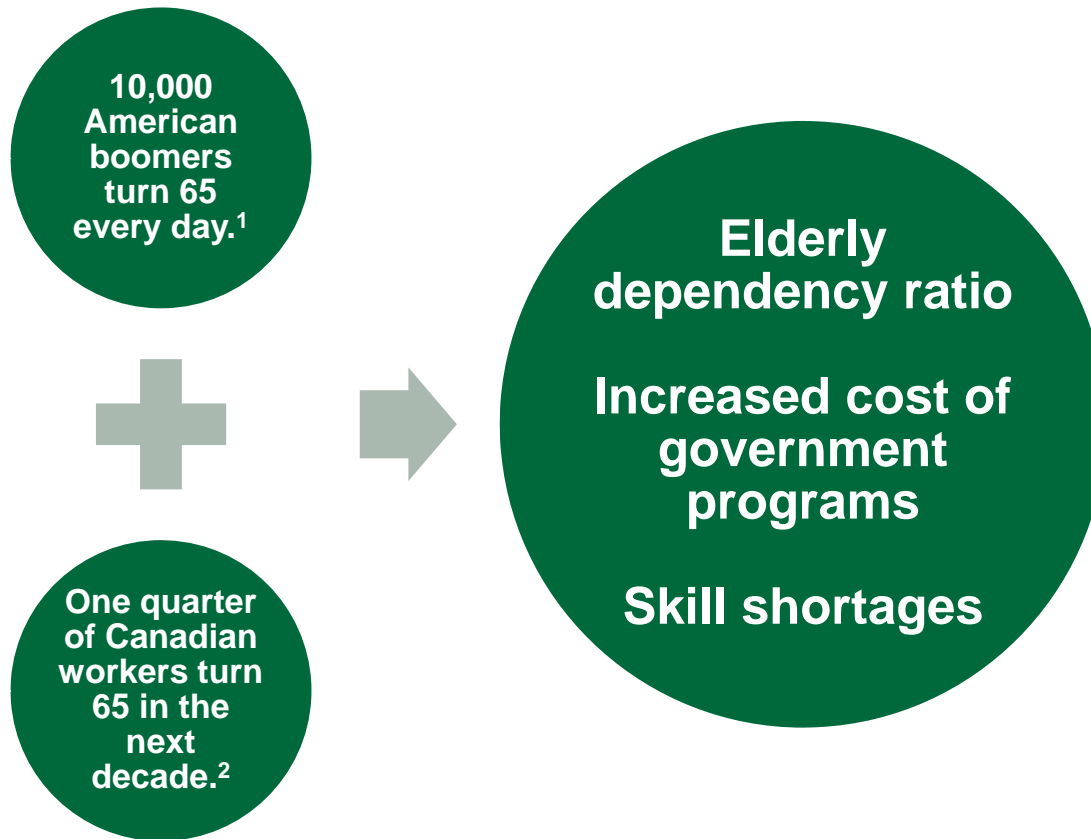 10,000
American
boomers
turn 65
every day.¹
One quarter
of Canadian
workers turn
65 in the
next
decade.²
Elderly
dependency ratio
Increased cost of
government
programs
Skill shortages